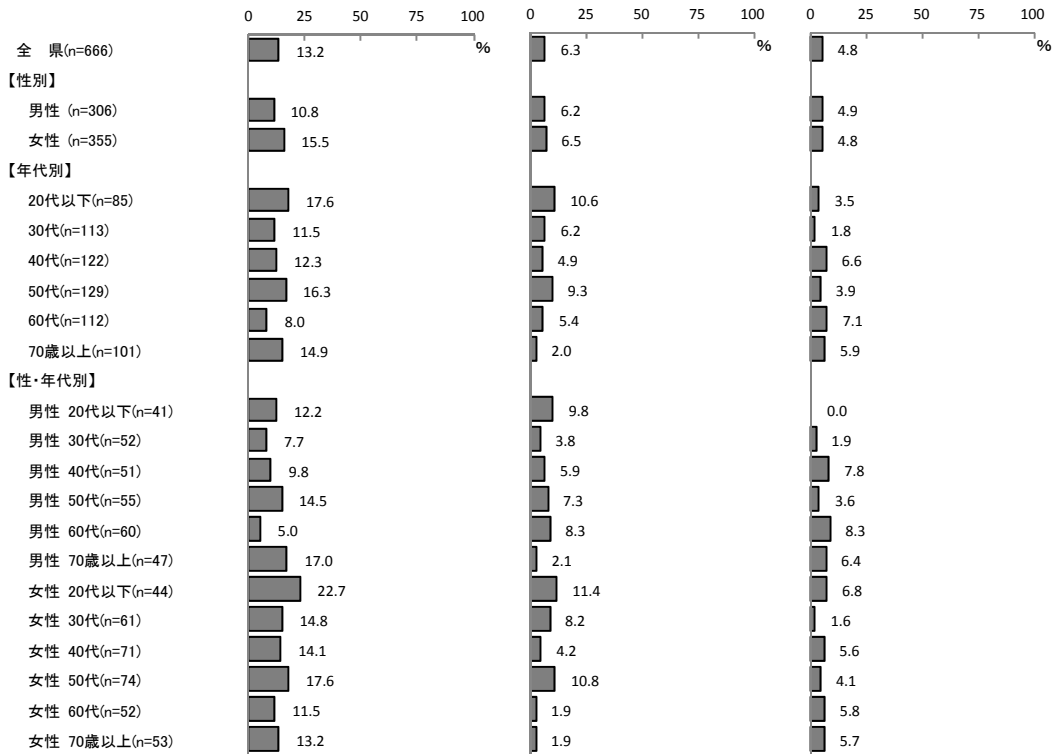 0 25 50 75 100 0 25 50 75 100 0 25 50 75 100
% % %
全 県(n=666) 13.2 6.3 4.8
【性別】
男性 (n=306) 10.8 6.2 4.9
女性 (n=355) 15.5 6.5 4.8
【年代別】
20代以下(n=85) 17.6 10.6 3.5
30代(n=113) 11.5 6.2 1.8
40代(n=122) 12.3 4.9 6.6
50代(n=129) 16.3 9.3 3.9
60代(n=112) 8.0 5.4 7.1
70歳以上(n=101) 14.9 2.0 5.9
【性・年代別】
男性 20代以下(n=41) 12.2 9.8 0.0
男性 30代(n=52) 7.7 3.8 1.9
男性 40代(n=51) 9.8 5.9 7.8
男性 50代(n=55) 14.5 7.3 3.6
男性 60代(n=60) 5.0 8.3 8.3
男性 70歳以上(n=47) 17.0 2.1 6.4
女性 20代以下(n=44) 22.7 11.4 6.8
女性 30代(n=61) 14.8 8.2 1.6
女性 40代(n=71) 14.1 4.2 5.6
女性 50代(n=74) 17.6 10.8 4.1
女性 60代(n=52) 11.5 1.9 5.8
女性 70歳以上(n=53) 13.2 1.9 5.7